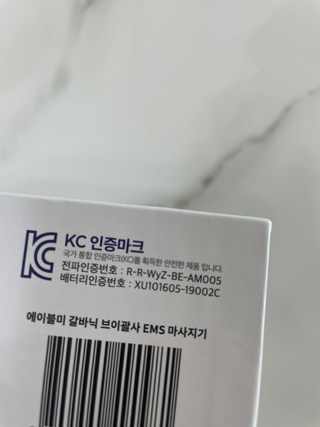 KC 인증마크
국가 통합 인증마크(KC)를 획득한 안전한 제품 입니다.
전파인증번호 : R-R-WyZ-BE-AM005
배터리인증번호 : XU101605-19002C
에이블미 갈바닉 브이괄사 EMS 마사지기